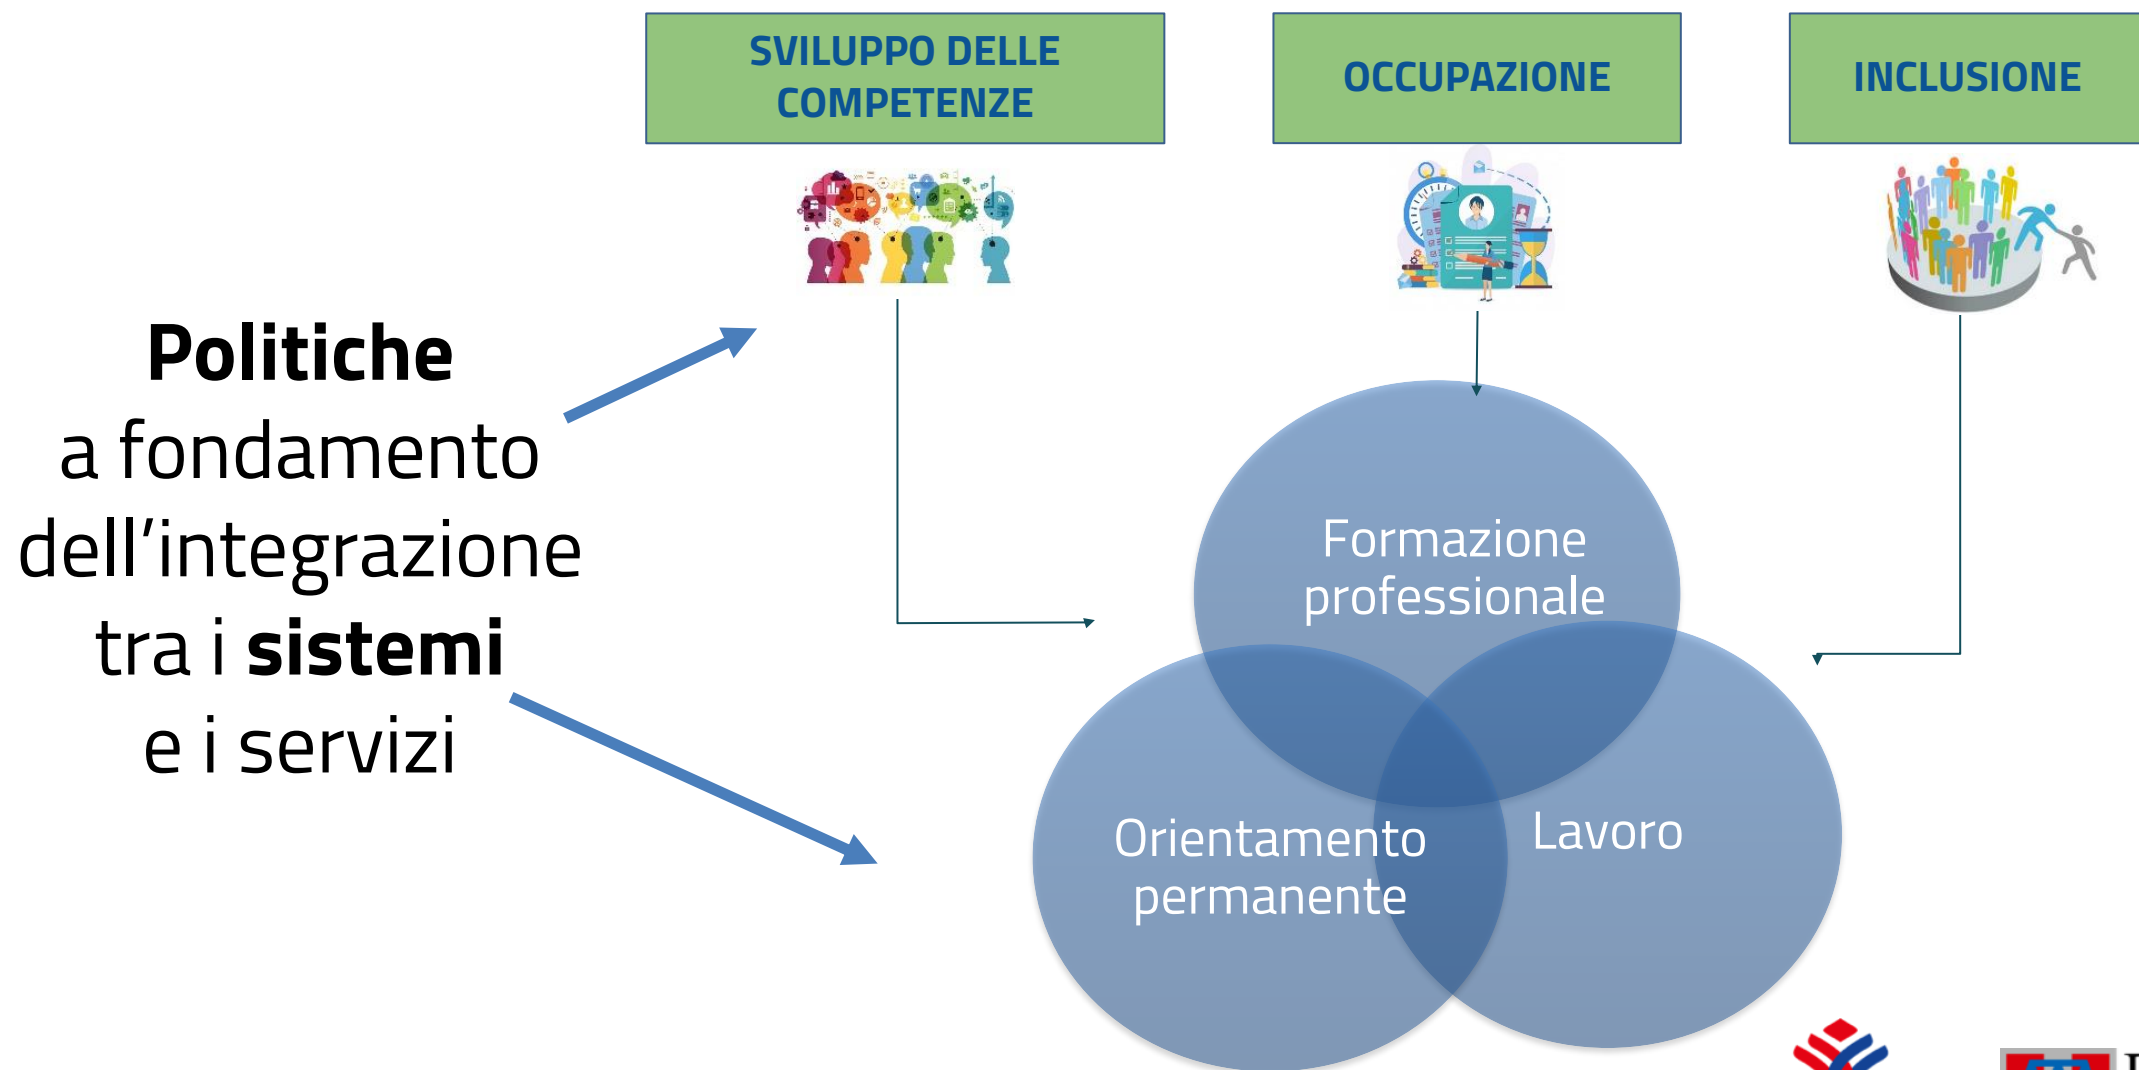 SVILUPPO DELLE
COMPETENZE
OCCUPAZIONE
INCLUSIONE
Politiche
a fondamento
dell’integrazione
tra i sistemi
e i servizi
Formazione
professionale
Orientamento
permanente
Lavoro